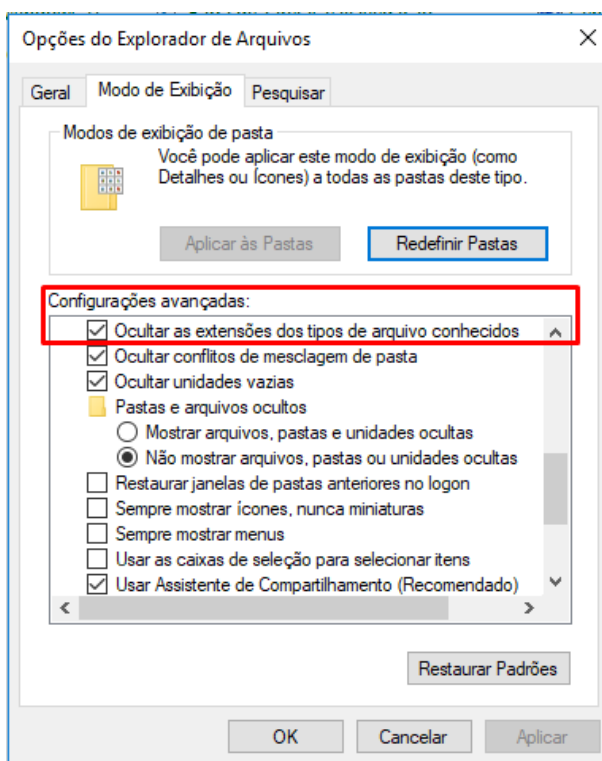 Opções do Explorador de Arquivos
Geral Modo de Exibição Pesquisar
Modos de exibição de pasta
Você pode aplicar este modo de exibição (como
Detalhes ou Ícones) a todas as pastas deste tipo.
Aplicar às Pastas Redefinir Pastas
Configurações avançadas:
Ocultar as extensões dos tipos de arquivo conhecidos
Ocultar conflitos de mesclagem de pasta
Ocultar unidades vazias
Pastas e arquivos ocultos
Mostrar arquivos, pastas e unidades ocultas
Não mostrar arquivos, pastas ou unidades ocultas
Restaurar janelas de pastas anteriores no logon
Sempre mostrar ícones, nunca miniaturas
Sempre mostrar menus
Usar as caixas de seleção para selecionar itens
Usar Assistente de Compartilhamento (Recomendado)
Restaurar Padrões
OK Cancelar Aplicar